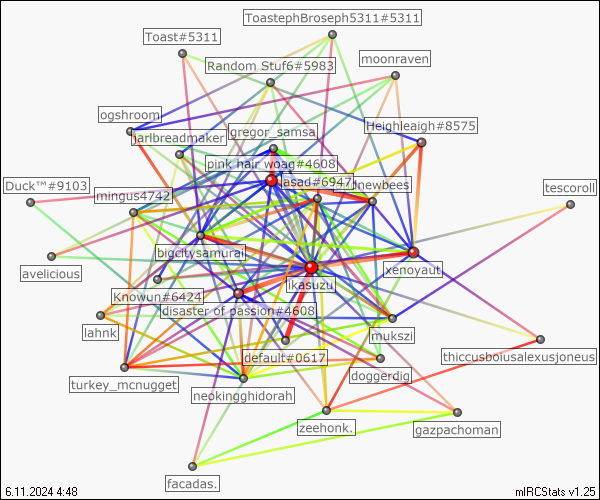 ToastephBroseph5311#5311
Toast#5311
moonraven
Random Stuf6#5983
ogshroom
gregor_samsa
Heighleagh#8575
jarlbreadmaker
pink hair woag#4608
Duck™#9103
asad#6947
newbees
tescoroll
mingus4742
bigcitysamurai
avelicious
xenoyaut
Knowun#6424
likasuzu
disaster of passion#4608
lahnk
mukszi
default#0617
thiccusboiusalexusjoneus
doggerdig
turkey_mcnugget
neokingghidorah
zeehonk.
gazpachoman
facadas.
6.11.2024 4:48
mIRCStats v1.25